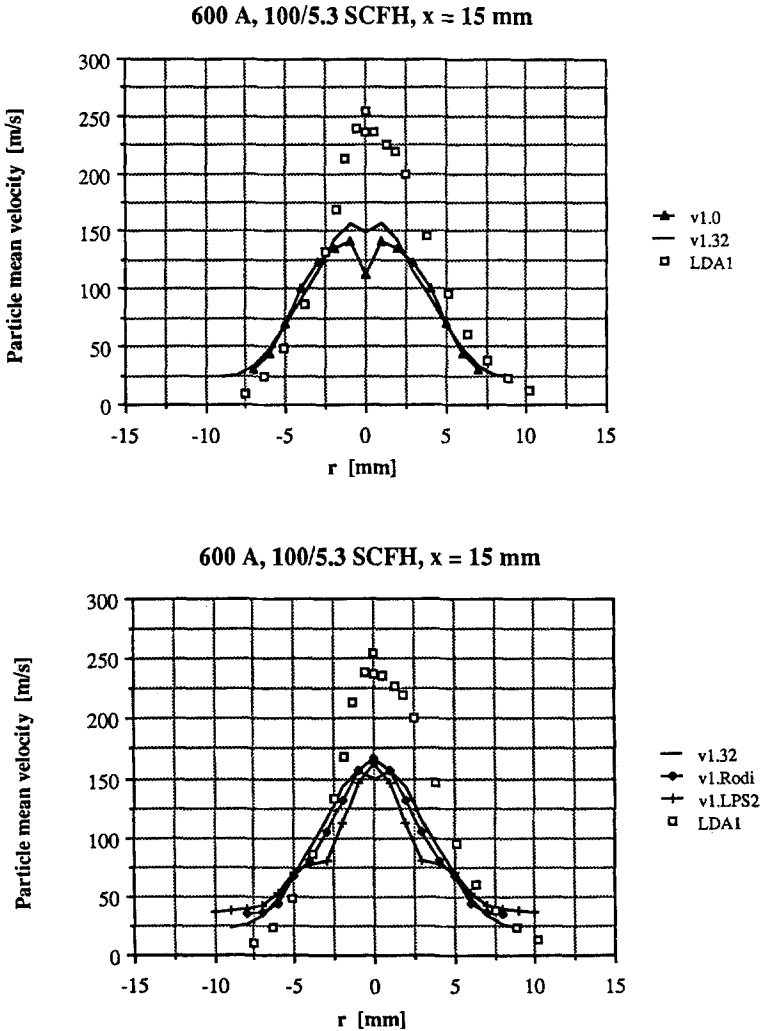 600 A, 100/5.3 SCFH, x = 15 mm
Particle mean velocity [m/s]
300
250
200
150
100
50
0
-15 -10 -5 0 5 10 15
r [mm]
v1.0
v1.32
LDA1
600 A, 100/5.3 SCFH, x = 15 mm
Particle mean velocity [m/s]
300
250
200
150
100
50
0
-15 -10 -5 0 5 10 15
r [mm]
v1.32
v1.Rodi
v1.LPS2
LDA1